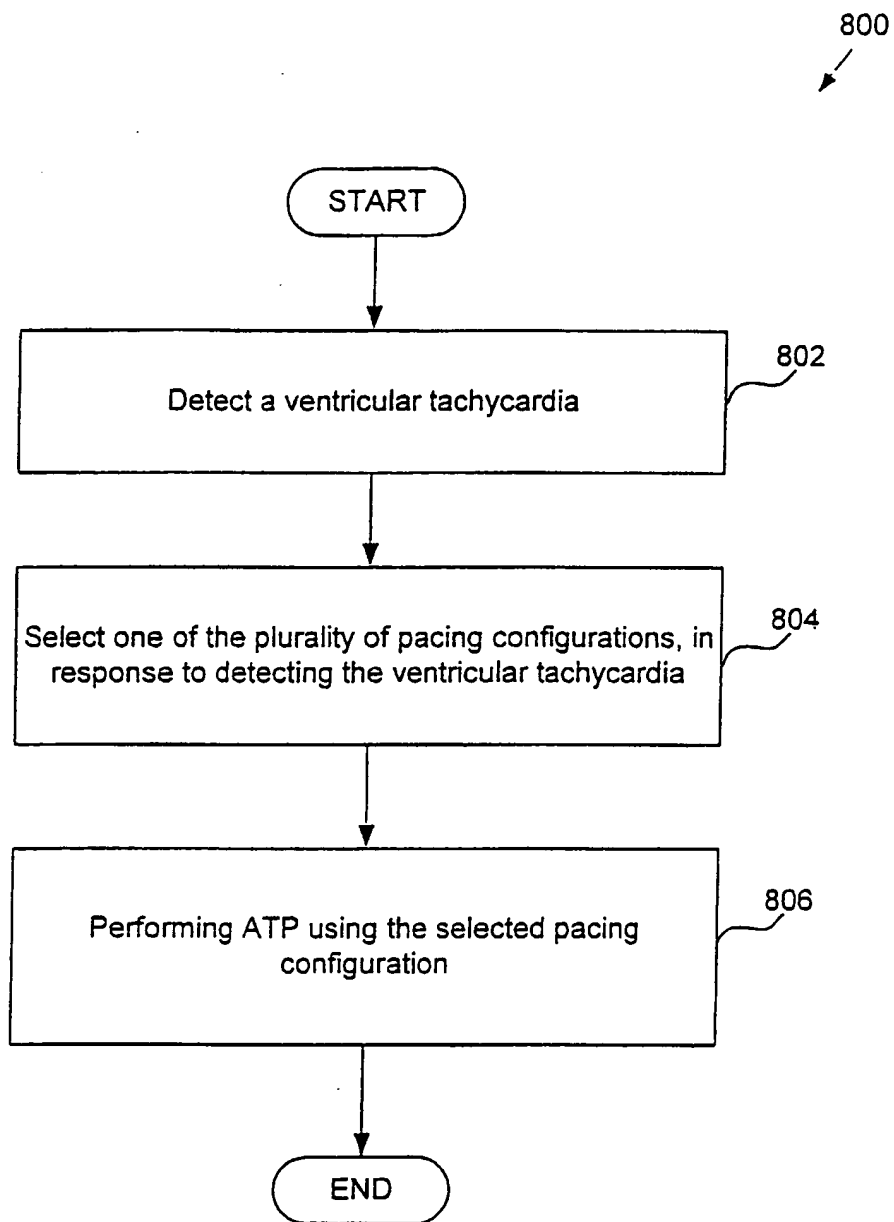 800
START
802
Detect a ventricular tachycardia
804
Select one of the plurality of pacing configurations, in
response to detecting the ventricular tachycardia
806
Performing ATP using the selected pacing
configuration
END